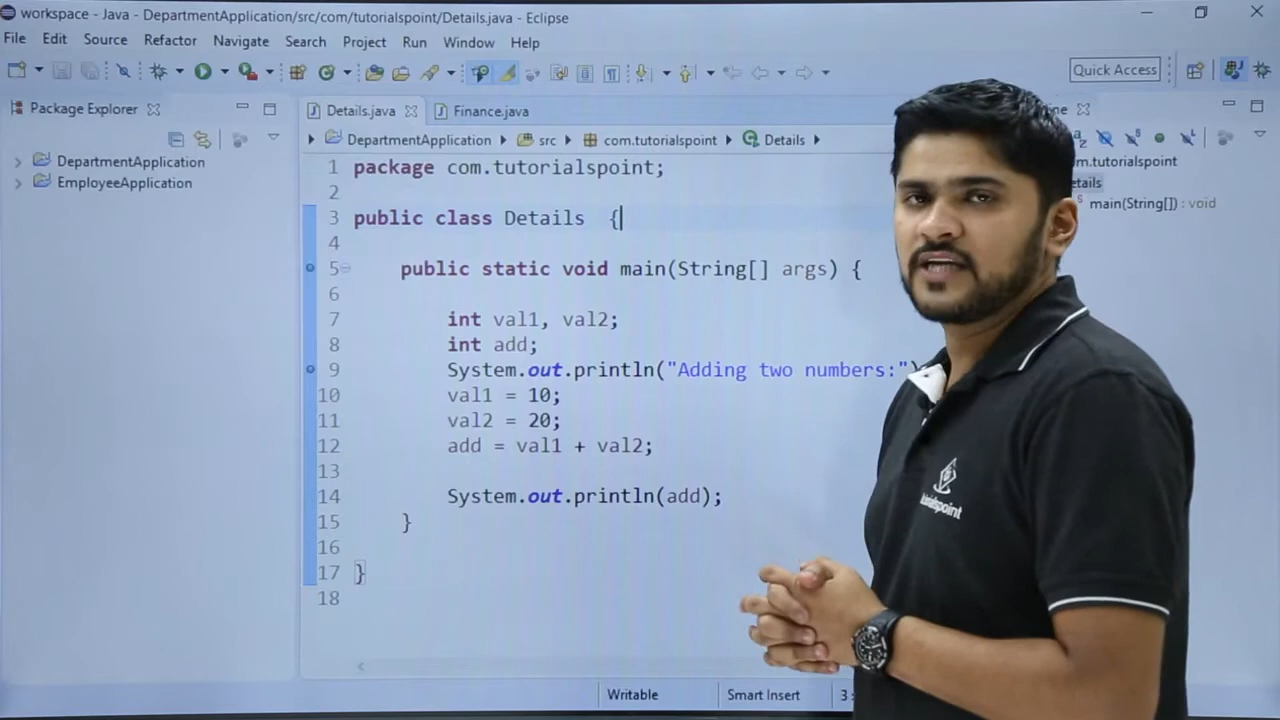 workspace - Java - DepartmentApplication/src/com/tutorialspoint/Details.java - Eclipse
File Edit Source Refactor Navigate Search Project Run Window Help
Quick Access
Package Explorer
DepartmentApplication
EmployeeApplication
Details.java Finance.java
DepartmentApplication src com.tutorialspoint Details
1 package com.tutorialspoint;
2
3 public class Details {
4
5 public static void main(String[] args) {
6
7 int val1, val2;
8 int add;
9 System.out.println("Adding two numbers:")
10 val1 = 10;
11 val2 = 20;
12 add = val1 + val2;
13
14 System.out.println(add);
15 }
16
17 }
18
m.tutorialspoint
etails
main(String[]) : void
Writable Smart Insert 3:
tutorialspoint